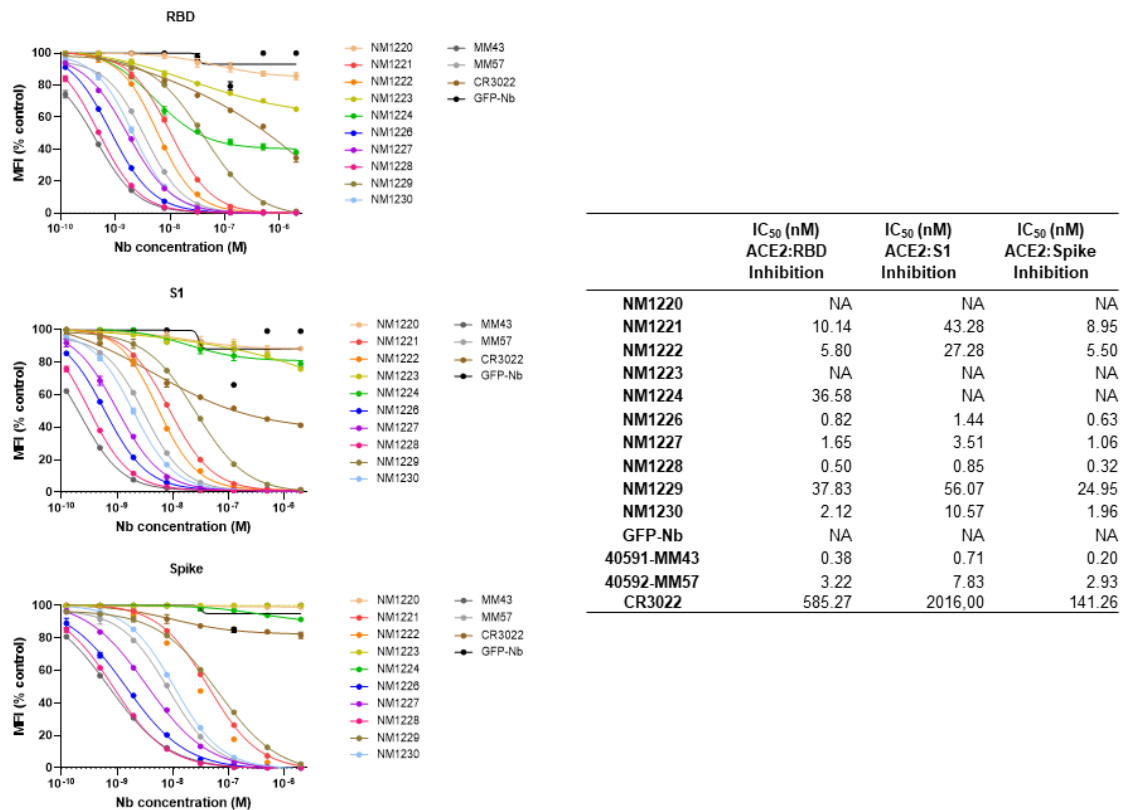 RBD
MFI (% control)
100
80
60
40
20
0
10-10
10-9
10-8
10-7
10-6
Nb concentration (M)
NM1220
NM1221
NM1222
NM1223
NM1224
NM1226
NM1227
NM1228
NM1229
NM1230
MM43
MM57
CR3022
GFP-Nb
S1
MFI (% control)
100
80
60
40
20
0
10-10
10-9
10-8
10-7
10-6
Nb concentration (M)
NM1220
NM1221
NM1222
NM1223
NM1224
NM1226
NM1227
NM1228
NM1229
NM1230
MM43
MM57
CR3022
GFP-Nb
Spike
MFI (% control)
100
80
60
40
20
0
10-10
10-9
10-8
10-7
10-6
Nb concentration (M)
NM1220
NM1221
NM1222
NM1223
NM1224
NM1226
NM1227
NM1228
NM1229
NM1230
MM43
MM57
CR3022
GFP-Nb
IC50 (nM) IC50 (nM) IC50 (nM)
ACE2:RBD ACE2:S1 ACE2:Spike
Inhibition Inhibition Inhibition
NM1220 NA NA NA
NM1221 10.14 43.28 8.95
NM1222 5.80 27.28 5.50
NM1223 NA NA NA
NM1224 36.58 NA NA
NM1226 0.82 1.44 0.63
NM1227 1.65 3.51 1.06
NM1228 0.50 0.85 0.32
NM1229 37.83 56.07 24.95
NM1230 2.12 10.57 1.96
GFP-Nb NA NA NA
40591-MM43 0.38 0.71 0.20
40592-MM57 3.22 7.83 2.93
CR3022 585.27 2016,00 141.26